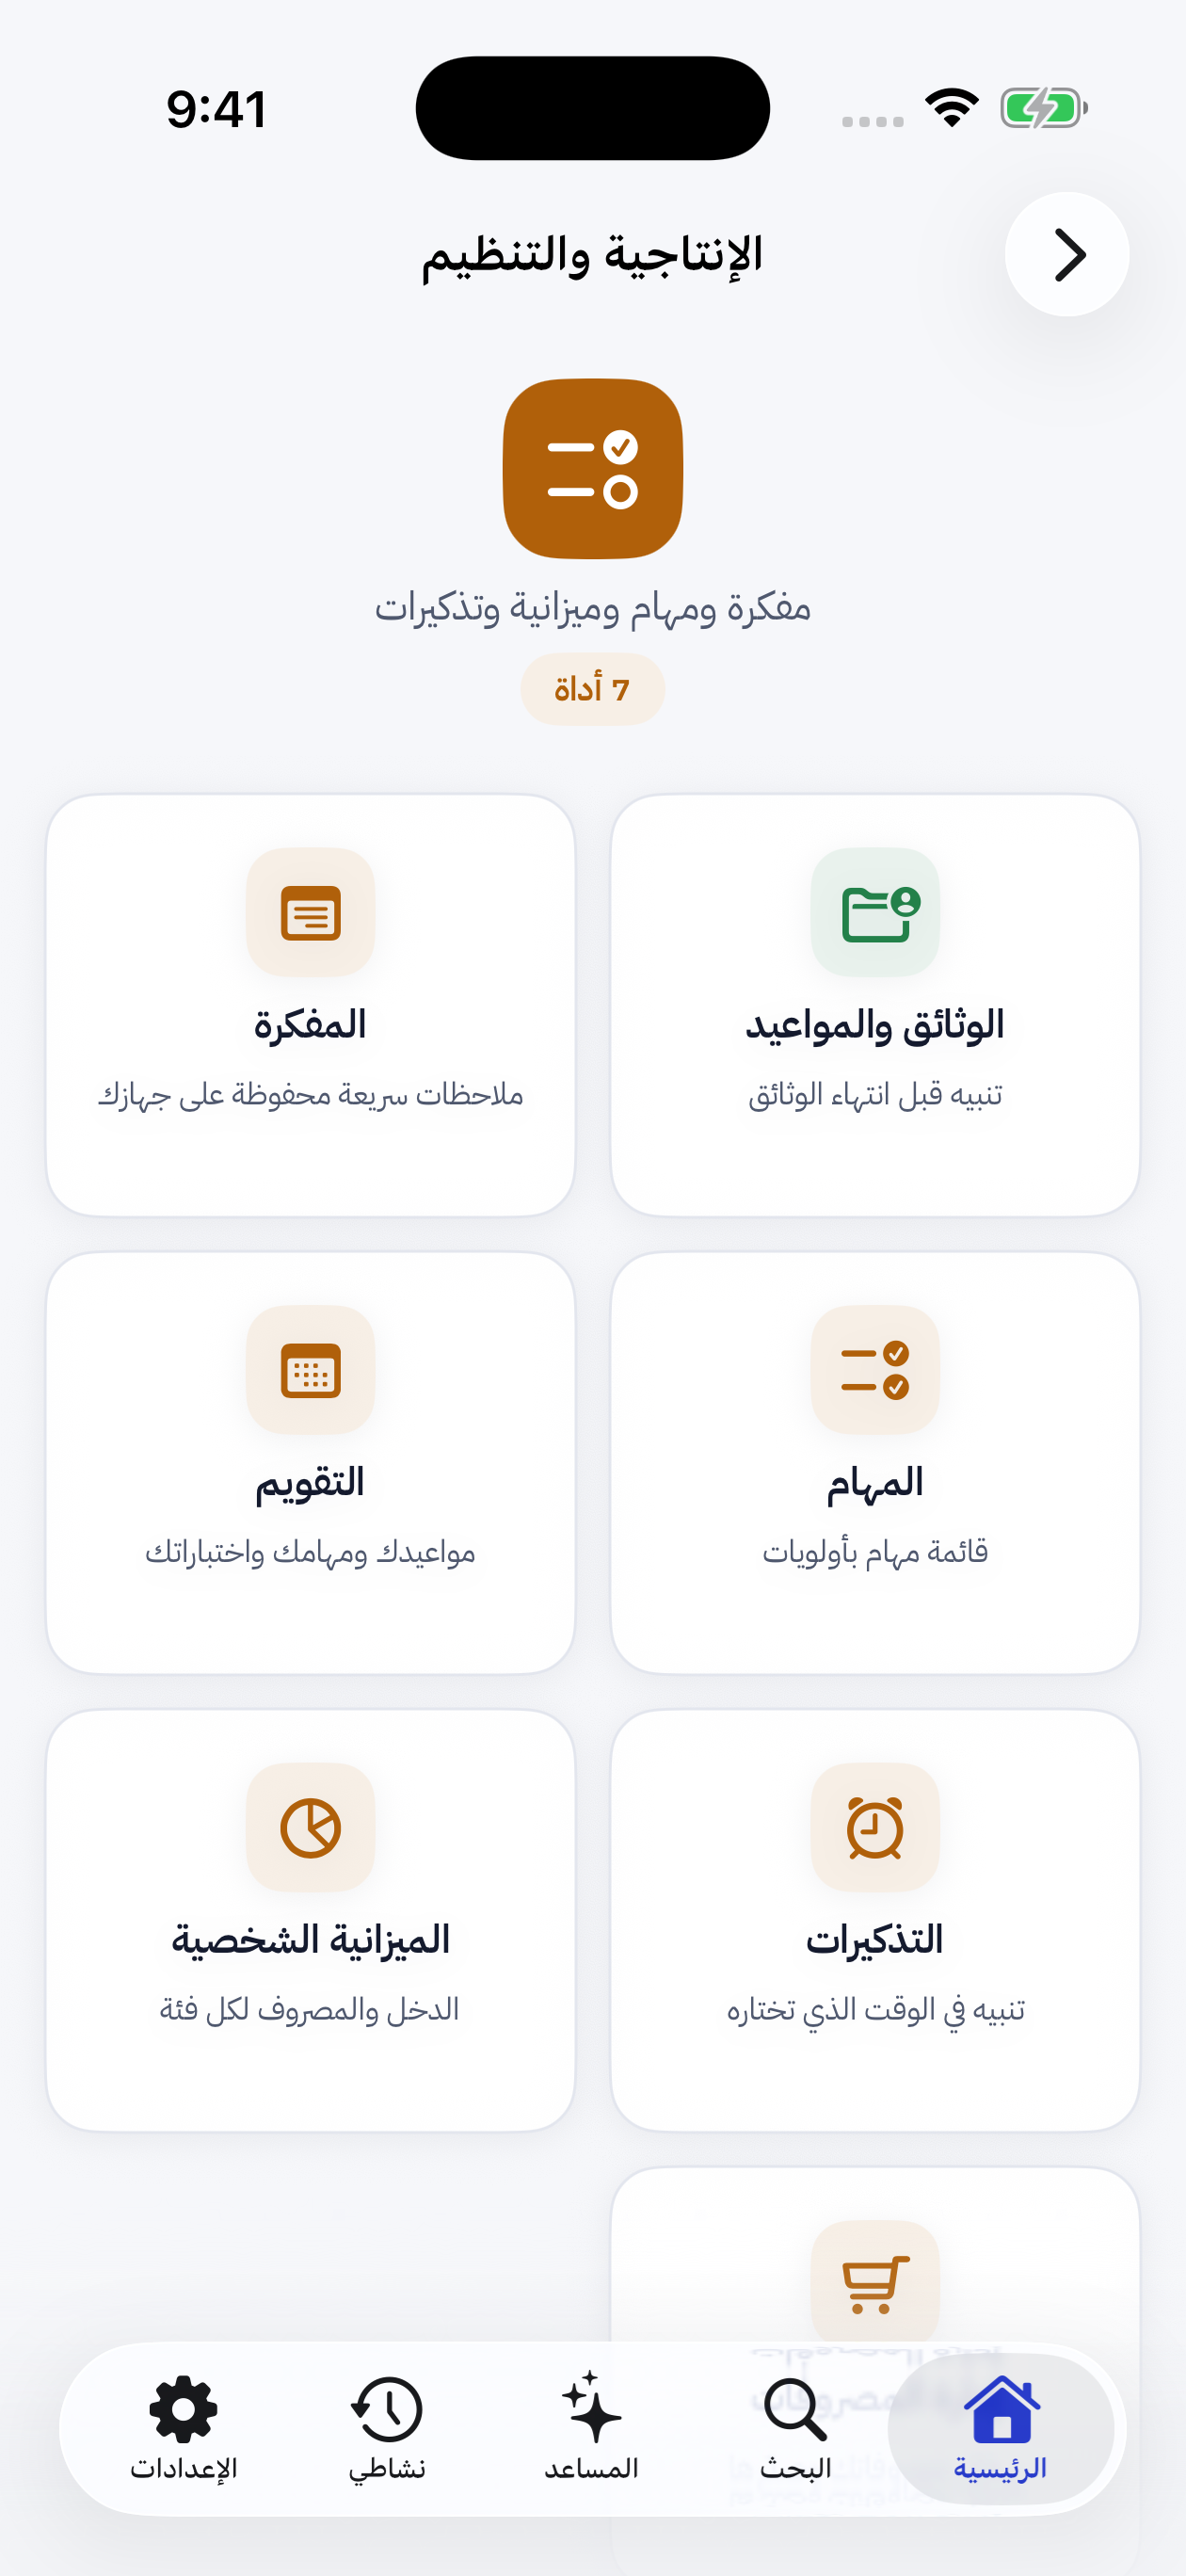 9:41
الإنتاجية والتنظيم
مفكرة ومهام وميزانية وتذكيرات
7 أداة
الوثائق والمواعيد
تنبيه قبل انتهاء الوثائق
المفكرة
ملاحظات سريعة محفوظة على جهازك
المهام
قائمة مهام بأولويات
التقويم
مواعيدك ومهامك واختباراتك
التذكيرات
تنبيه في الوقت الذي تختاره
الميزانية الشخصية
الدخل والمصروف لكل فئة
الرئيسية
البحث
المساعد
نشاطي
الإعدادات